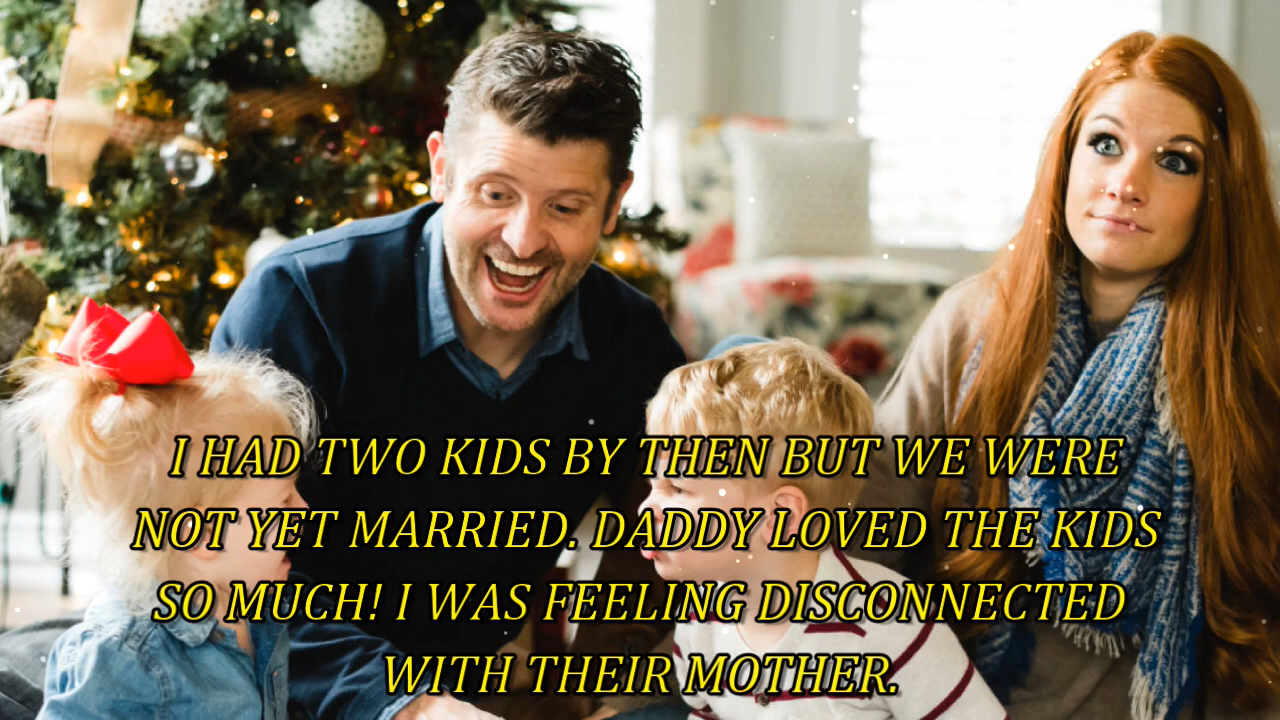 I HAD TWO KIDS BY THEN BUT WE WERE
NOT YET MARRIED. DADDY LOVED THE KIDS
SO MUCH! I WAS FEELING DISCONNECTED
WITH THEIR MOTHER.